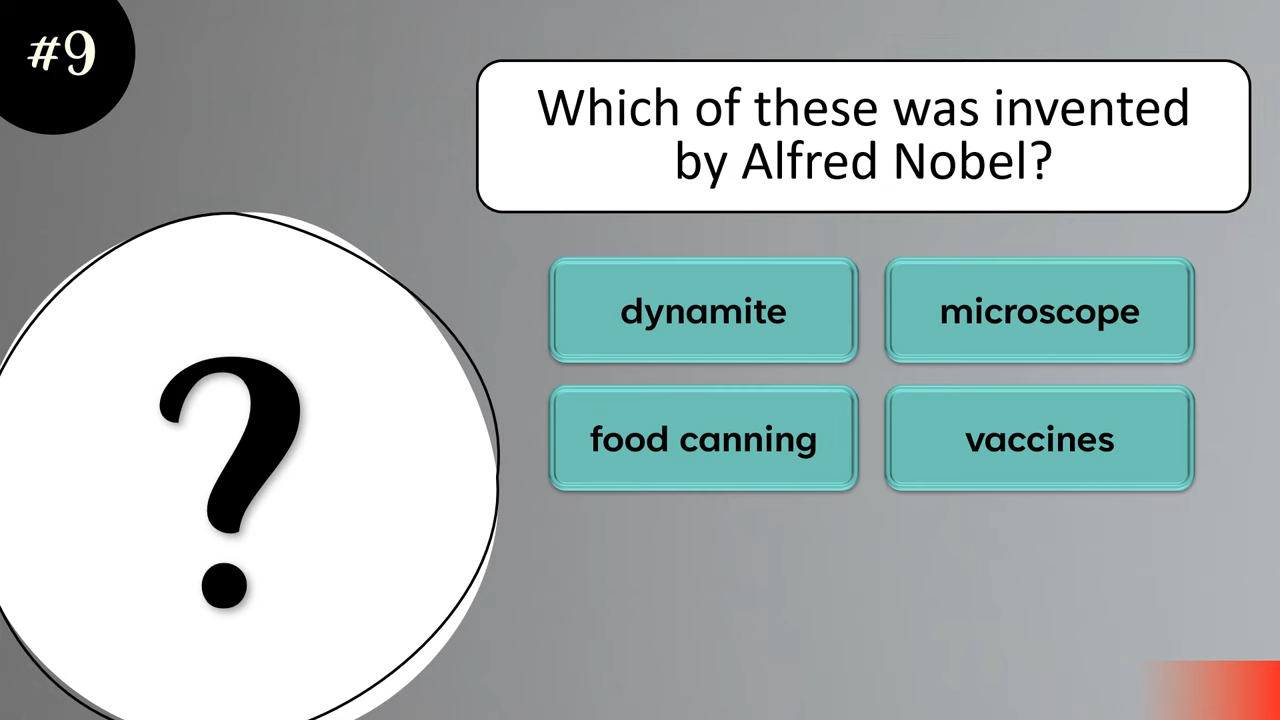 #9
Which of these was invented
by Alfred Nobel?
dynamite
microscope
food canning
vaccines
?